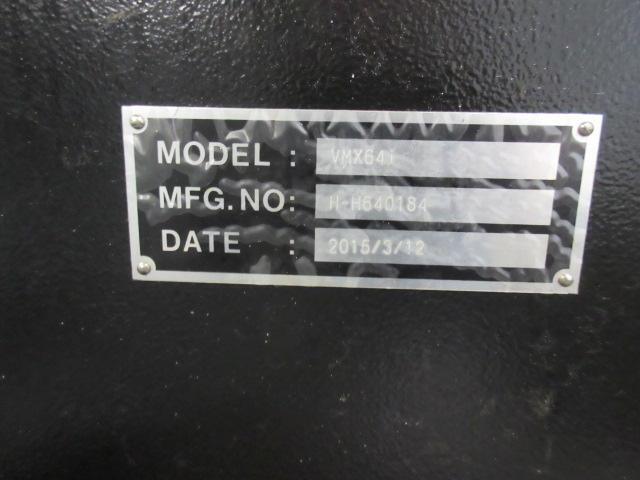 MODEL : VMX64i
MFG.NO: H-H640184
DATE : 2015/3/12